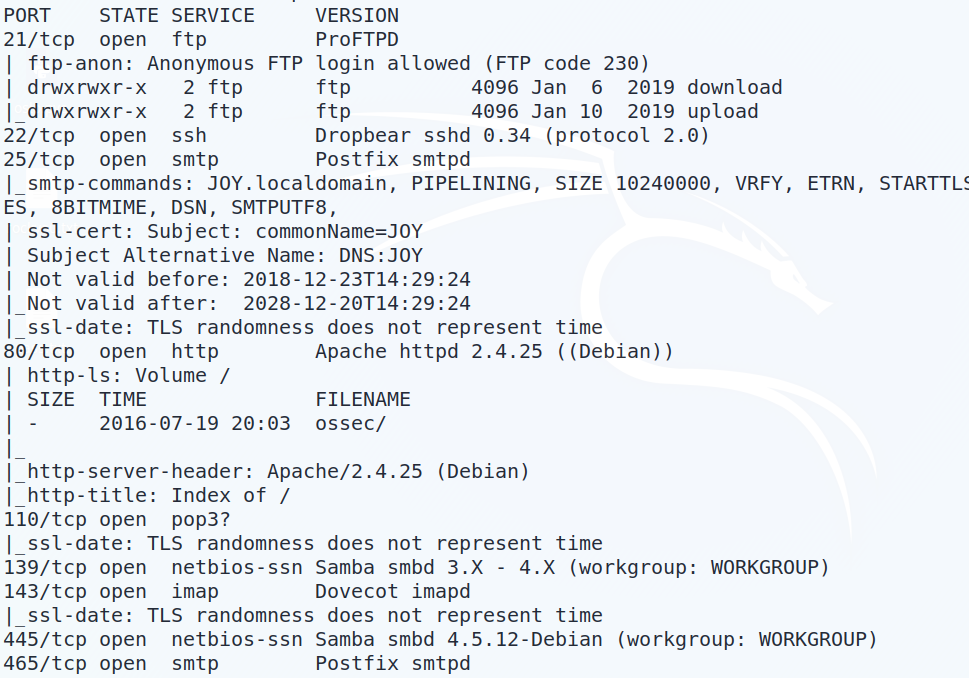 PORT    STATE SERVICE     VERSION
21/tcp  open  ftp         ProFTPD
| ftp-anon: Anonymous FTP login allowed (FTP code 230)
| drwxrwxr-x   2 ftp      ftp          4096 Jan  6  2019 download
|_drwxrwxr-x   2 ftp      ftp          4096 Jan 10  2019 upload
22/tcp  open  ssh         Dropbear sshd 0.34 (protocol 2.0)
25/tcp  open  smtp        Postfix smtpd
|_smtp-commands: JOY.localdomain, PIPELINING, SIZE 10240000, VRFY, ETRN, STARTTLS
ES, 8BITMIME, DSN, SMTPUTF8,
| ssl-cert: Subject: commonName=JOY
| Subject Alternative Name: DNS:JOY
| Not valid before: 2018-12-23T14:29:24
|_Not valid after:  2028-12-20T14:29:24
|_ssl-date: TLS randomness does not represent time
80/tcp  open  http        Apache httpd 2.4.25 ((Debian))
| http-ls: Volume /
| SIZE  TIME              FILENAME
| -     2016-07-19 20:03  ossec/
|_
|_http-server-header: Apache/2.4.25 (Debian)
|_http-title: Index of /
110/tcp open  pop3?
|_ssl-date: TLS randomness does not represent time
139/tcp open  netbios-ssn Samba smbd 3.X - 4.X (workgroup: WORKGROUP)
143/tcp open  imap        Dovecot imapd
|_ssl-date: TLS randomness does not represent time
445/tcp open  netbios-ssn Samba smbd 4.5.12-Debian (workgroup: WORKGROUP)
465/tcp open  smtp        Postfix smtpd